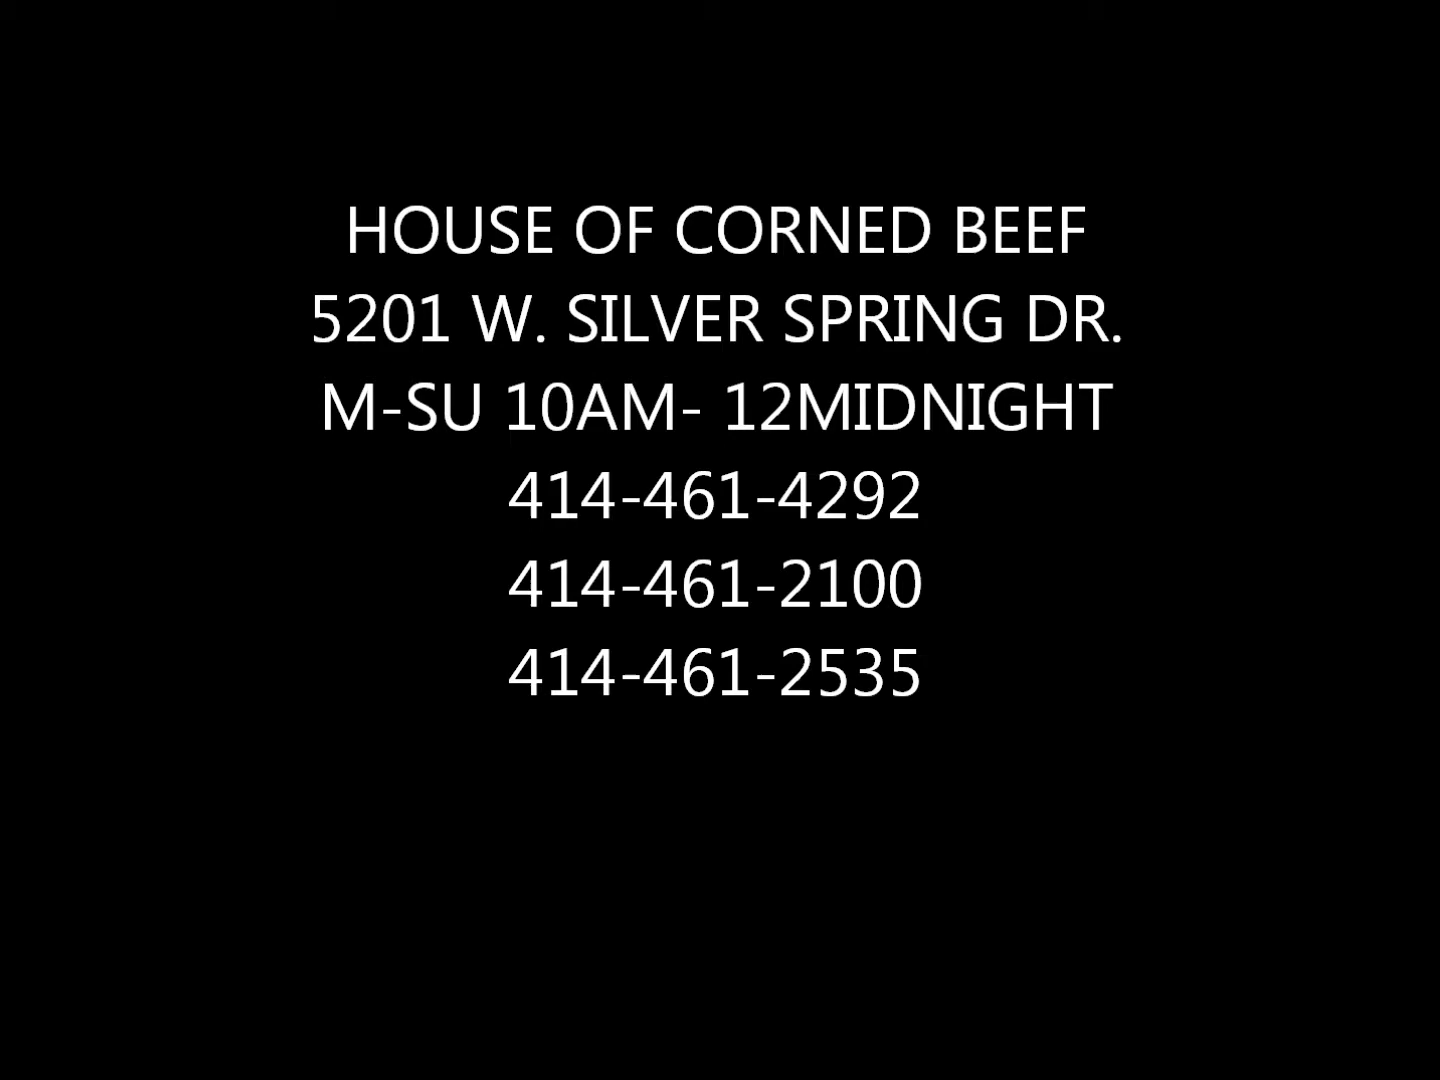 HOUSE OF CORNED BEEF
5201 W. SILVER SPRING DR.
M-SU 10AM- 12MIDNIGHT
414-461-4292
414-461-2100
414-461-2535